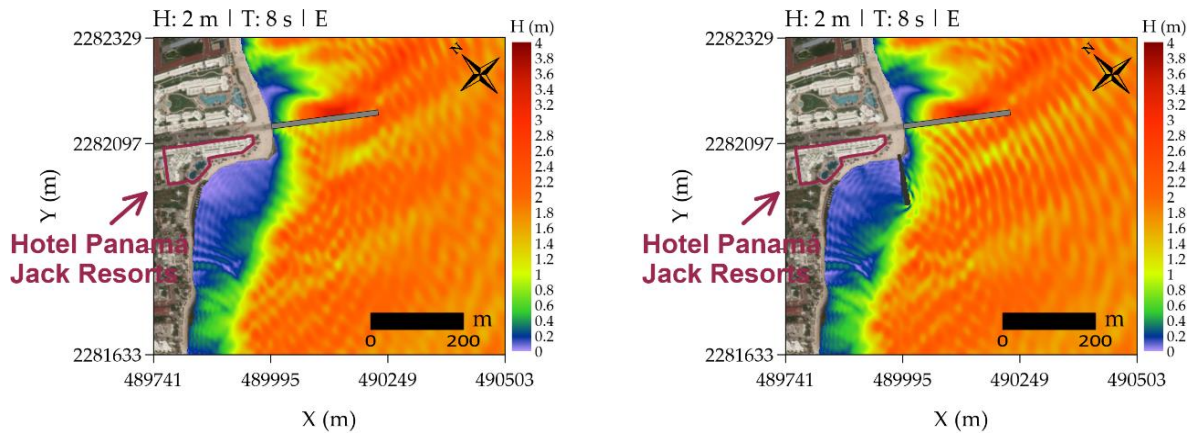 H: 2 m | T: 8 s | E
H (m)
2282329
4
3.8
3.6
3.4
3.2
3
2.8
2.6
2.4
2.2
2
1.8
1.6
1.4
1.2
1
0.8
0.6
0.4
0.2
0
N
2282097
Y (m)
Hotel Panama
Jack Resorts
m
0 200
2281633
489741 489995 490249 490503
X (m)
H: 2 m | T: 8 s | E
H (m)
2282329
4
3.8
3.6
3.4
3.2
3
2.8
2.6
2.4
2.2
2
1.8
1.6
1.4
1.2
1
0.8
0.6
0.4
0.2
0
N
2282097
Y (m)
Hotel Panama
Jack Resorts
m
0 200
2281633
489741 489995 490249 490503
X (m)